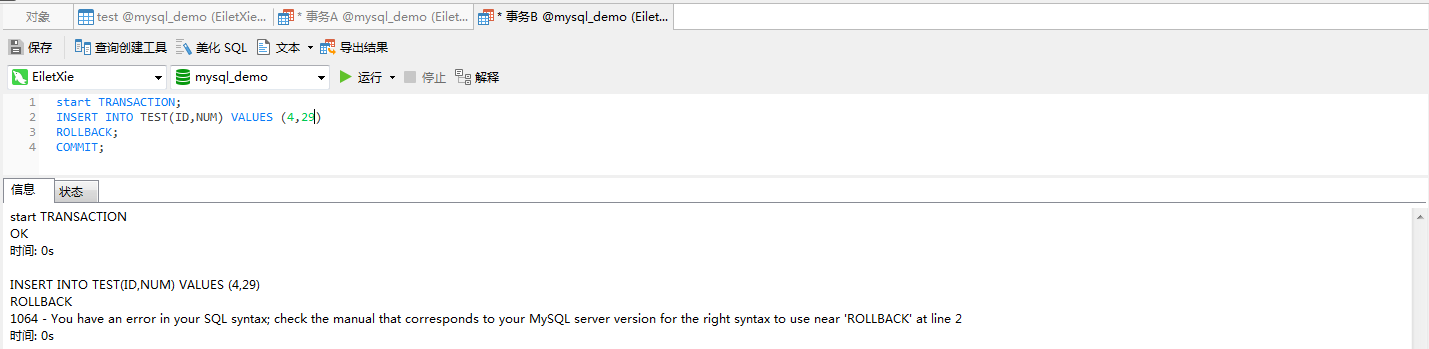 对象 test @mysql_demo (EiletXie... * 事务A @mysql_demo (Eilet... * 事务B @mysql_demo (Eilet...
保存 查询创建工具 美化 SQL 文本 导出结果
EiletXie mysql_demo 运行 停止 解释
1 start TRANSACTION;
2 INSERT INTO TEST(ID,NUM) VALUES (4,29)
3 ROLLBACK;
4 COMMIT;
信息 状态
start TRANSACTION
OK
时间: 0s
INSERT INTO TEST(ID,NUM) VALUES (4,29)
ROLLBACK
1064 - You have an error in your SQL syntax; check the manual that corresponds to your MySQL server version for the right syntax to use near 'ROLLBACK' at line 2
时间: 0s